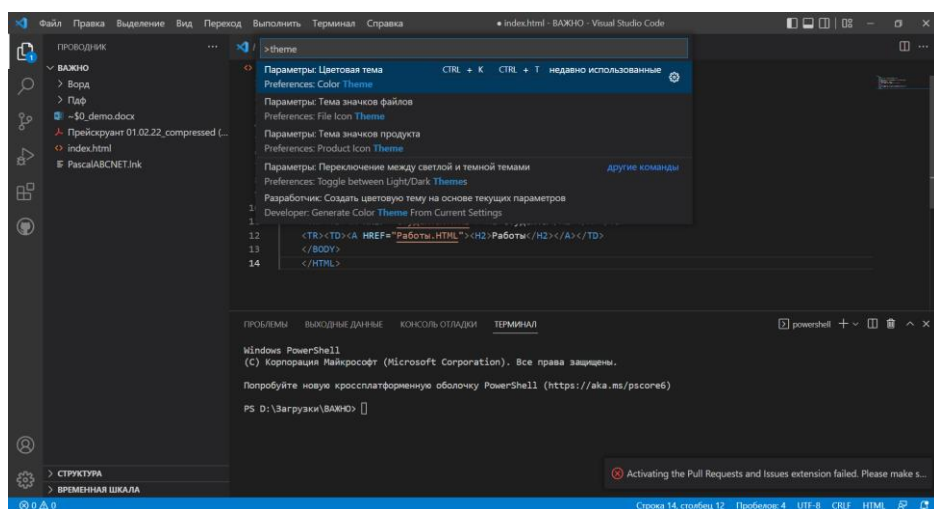 Файл Правка Выделение Вид Переход Выполнить Терминал Справка
● index.html - ВАЖНО - Visual Studio Code
ПРОВОДНИК
ВАЖНО
Ворд
Пдф
~$0_demo.docx
Прейскруант 01.02.22_compressed (...
index.html
PascalABCNET.lnk
СТРУКТУРА
ВРЕМЕННАЯ ШКАЛА
>theme
Параметры: Цветовая тема CTRL + K CTRL + T недавно использованные
Preferences: Color Theme
Параметры: Тема значков файлов
Preferences: File Icon Theme
Параметры: Тема значков продукта
Preferences: Product Icon Theme
Параметры: Переключение между светлой и темной темами другие команды
Preferences: Toggle between Light/Dark Themes
Разработчик: Создать цветовую тему на основе текущих параметров
Developer: Generate Color Theme From Current Settings
12 <TR><TD><A HREF="Работы.HTML"><H2>Работы</H2></A></TD>
13 </BODY>
14 </HTML>
ПРОБЛЕМЫ ВЫХОДНЫЕ ДАННЫЕ КОНСОЛЬ ОТЛАДКИ ТЕРМИНАЛ powershell
Windows PowerShell
(C) Корпорация Майкрософт (Microsoft Corporation). Все права защищены.
Попробуйте новую кроссплатформенную оболочку PowerShell (https://aka.ms/pscore6)
PS D:\Загрузки\ВАЖНО>
Activating the Pull Requests and Issues extension failed. Please make s...
0 0 Строка 14, столбец 12 Пробелов: 4 UTF-8 CRLF HTML